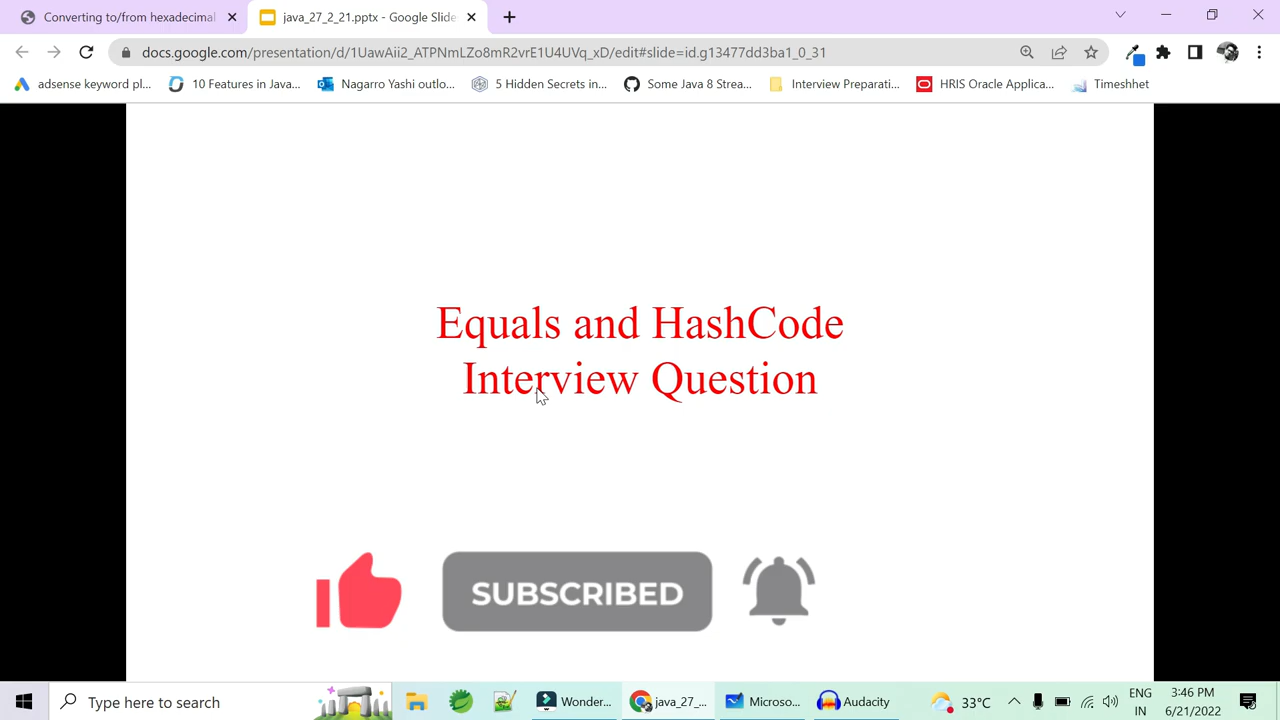 Converting to/from hexadecimal
java_27_2_21.pptx - Google Slide
docs.google.com/presentation/d/1UawAii2_ATPNmLZo8mR2vrE1U4UVq_xD/edit#slide=id.g13477dd3ba1_0_31
adsense keyword pl...
10 Features in Java...
Nagarro Yashi outlo...
5 Hidden Secrets in...
Some Java 8 Strea...
Interview Preparati...
HRIS Oracle Applica...
Timeshhet
Equals and HashCode
Interview Question
SUBSCRIBED
Type here to search
Wonder...
java_27_...
Microso...
Audacity
33°C
ENG
IN
3:46 PM
6/21/2022